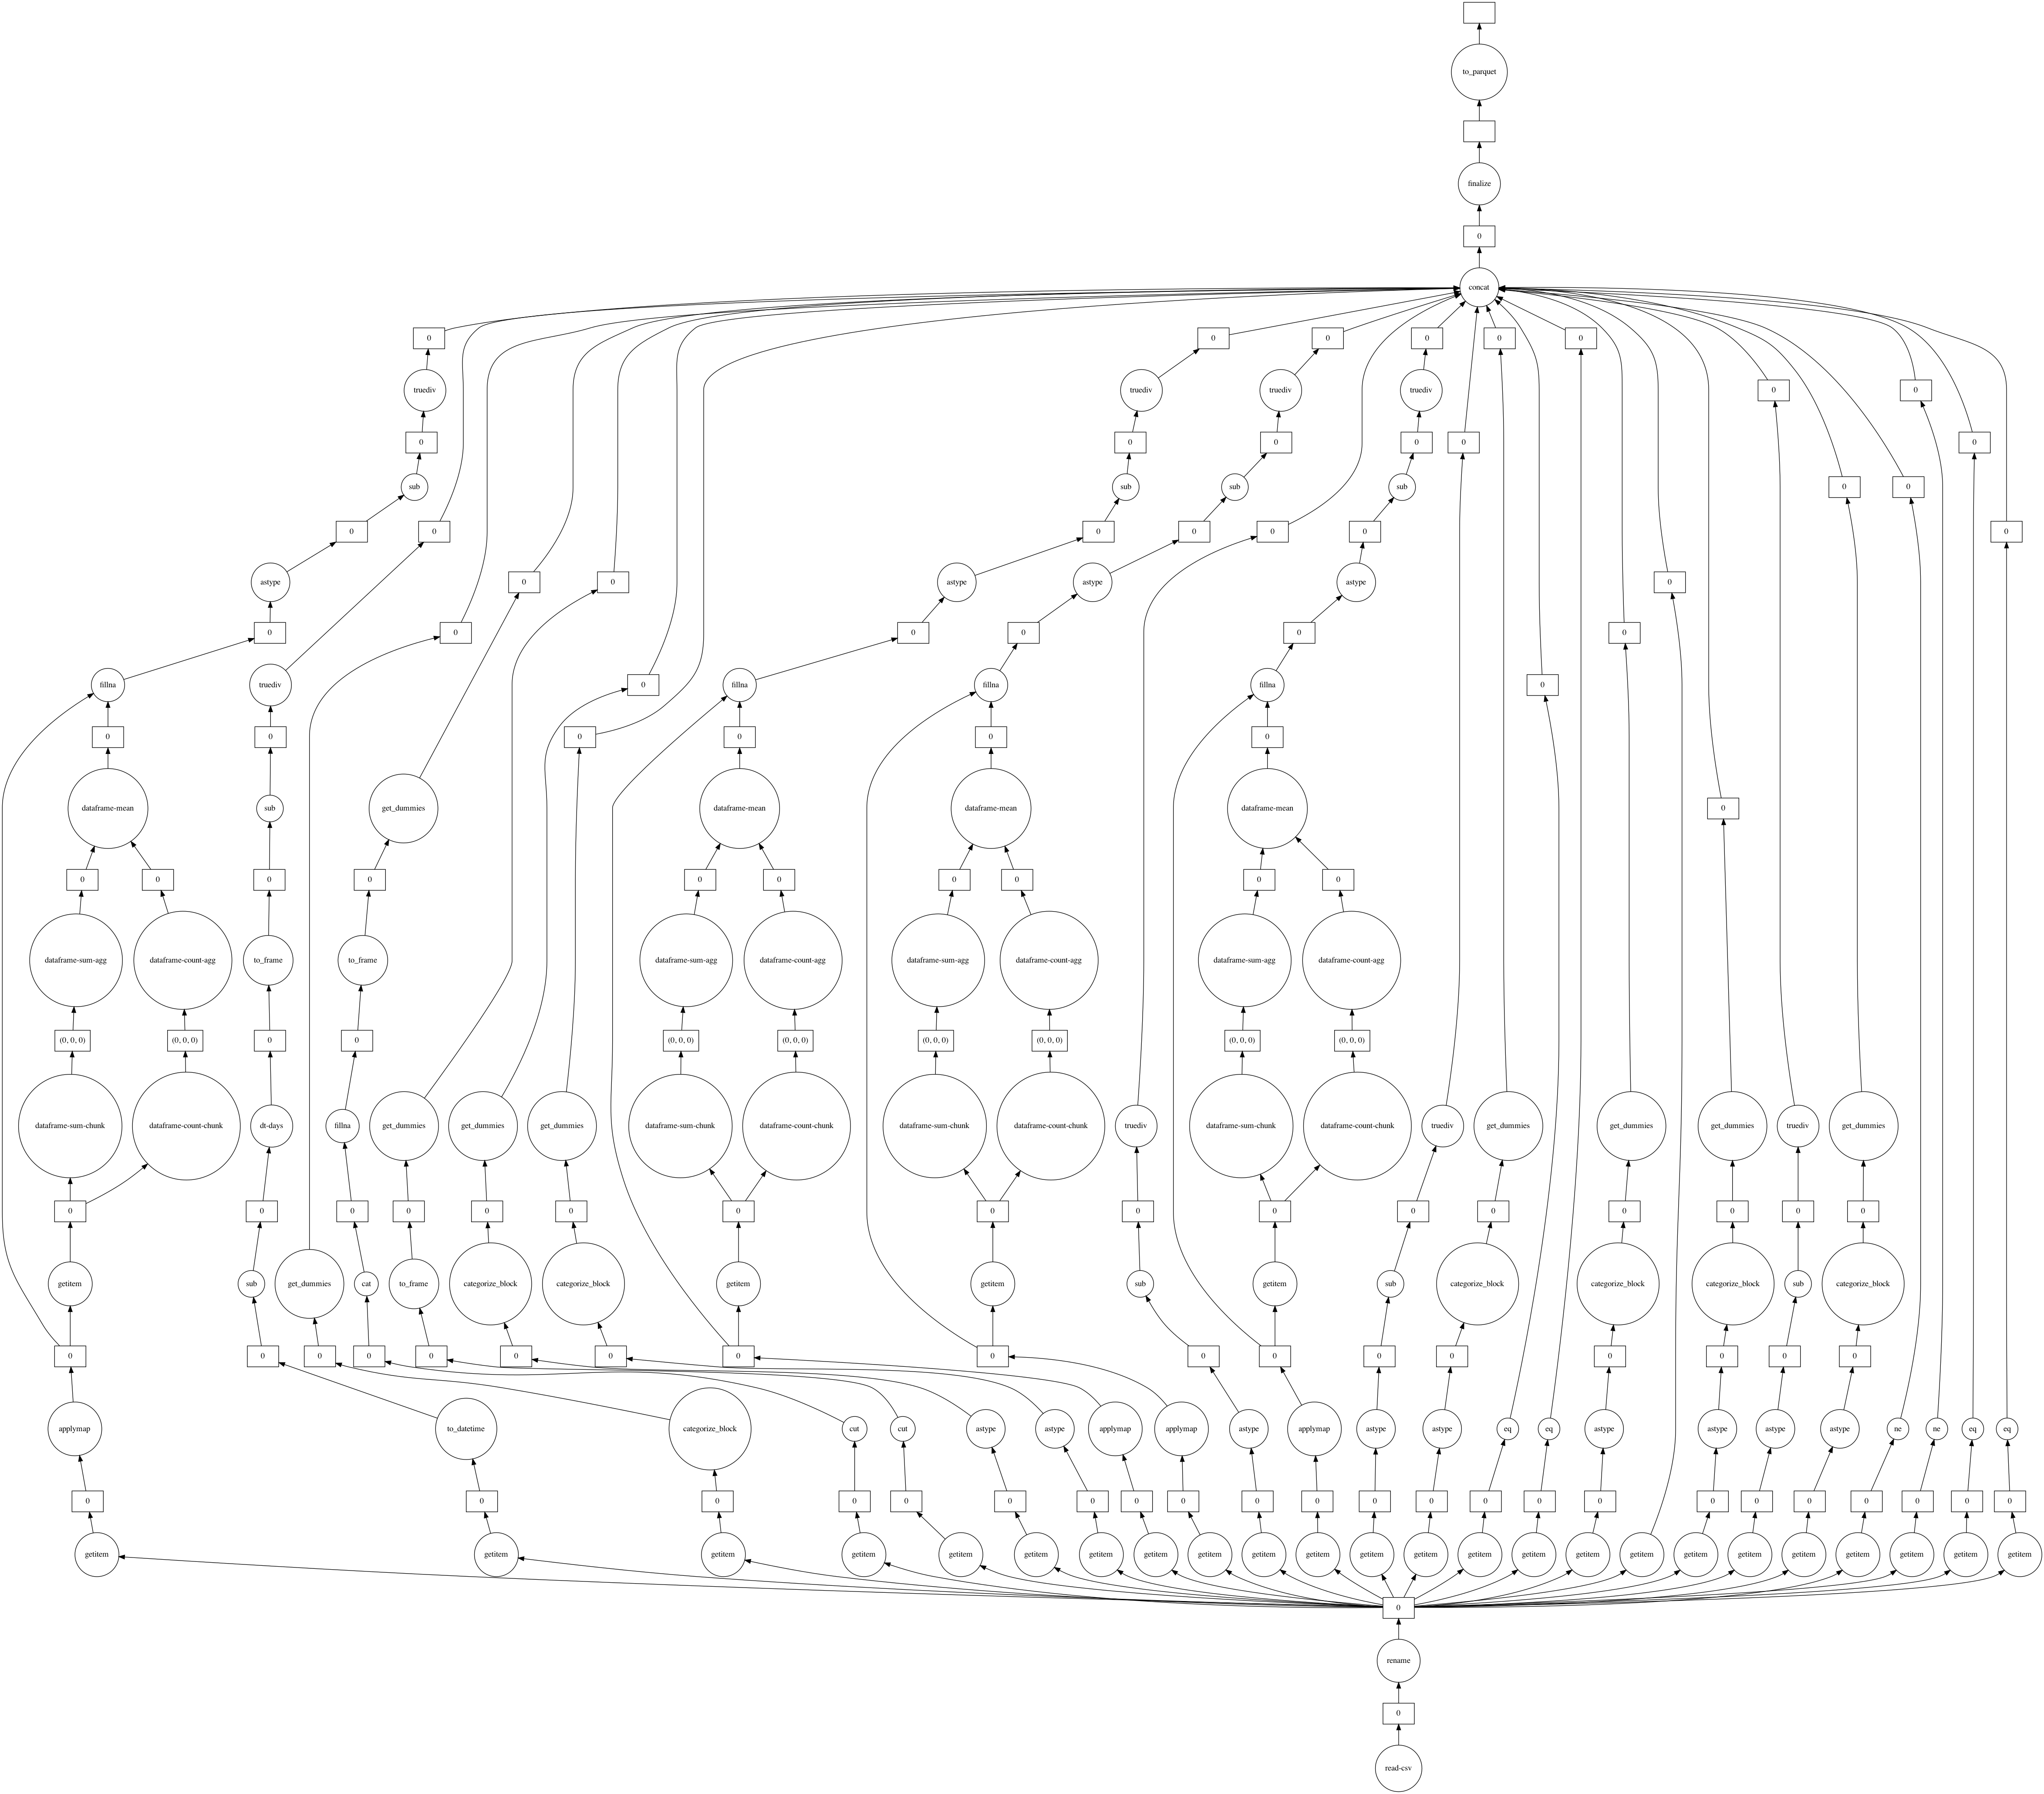 to_parquet
finalize
0
concat
0 0 0 0 0 0
truediv truediv truediv truediv 0 0
0 0 0 0 0 0
sub sub sub sub 0 0
0 0 0 0 0 0 0
astype 0 0 astype astype astype 0
0 0 0 0 0 0
fillna truediv 0 fillna fillna fillna 0
0 0 0 0 0 0
dataframe-mean sub get_dummies dataframe-mean dataframe-mean dataframe-mean 0
0 0 0 0 0 0 0 0 0 0
dataframe-sum-agg dataframe-count-agg to_frame to_frame dataframe-sum-agg dataframe-count-agg dataframe-sum-agg dataframe-count-agg dataframe-sum-agg dataframe-count-agg
(0, 0, 0) (0, 0, 0) 0 0 (0, 0, 0) (0, 0, 0) (0, 0, 0) (0, 0, 0) (0, 0, 0) (0, 0, 0)
dataframe-sum-chunk dataframe-count-chunk dt-days fillna get_dummies get_dummies get_dummies dataframe-sum-chunk dataframe-count-chunk dataframe-sum-chunk dataframe-count-chunk truediv dataframe-sum-chunk dataframe-count-chunk truediv get_dummies get_dummies get_dummies truediv get_dummies
0 0 0 0 0 0 0 0 0 0 0 0 0 0 0 0
getitem sub get_dummies cat to_frame categorize_block categorize_block getitem getitem sub getitem sub categorize_block categorize_block categorize_block sub categorize_block
0 0 0 0 0 0 0 0 0 0 0 0 0 0 0 0 0
applymap to_datetime categorize_block cut cut astype astype applymap applymap astype applymap astype astype eq eq astype astype astype astype ne ne eq eq
0 0 0 0 0 0 0 0 0 0 0 0 0 0 0 0 0 0 0 0 0 0 0
getitem getitem getitem getitem getitem getitem getitem getitem getitem getitem getitem getitem getitem getitem getitem getitem getitem getitem getitem getitem getitem getitem getitem getitem
0
rename
0
read-csv